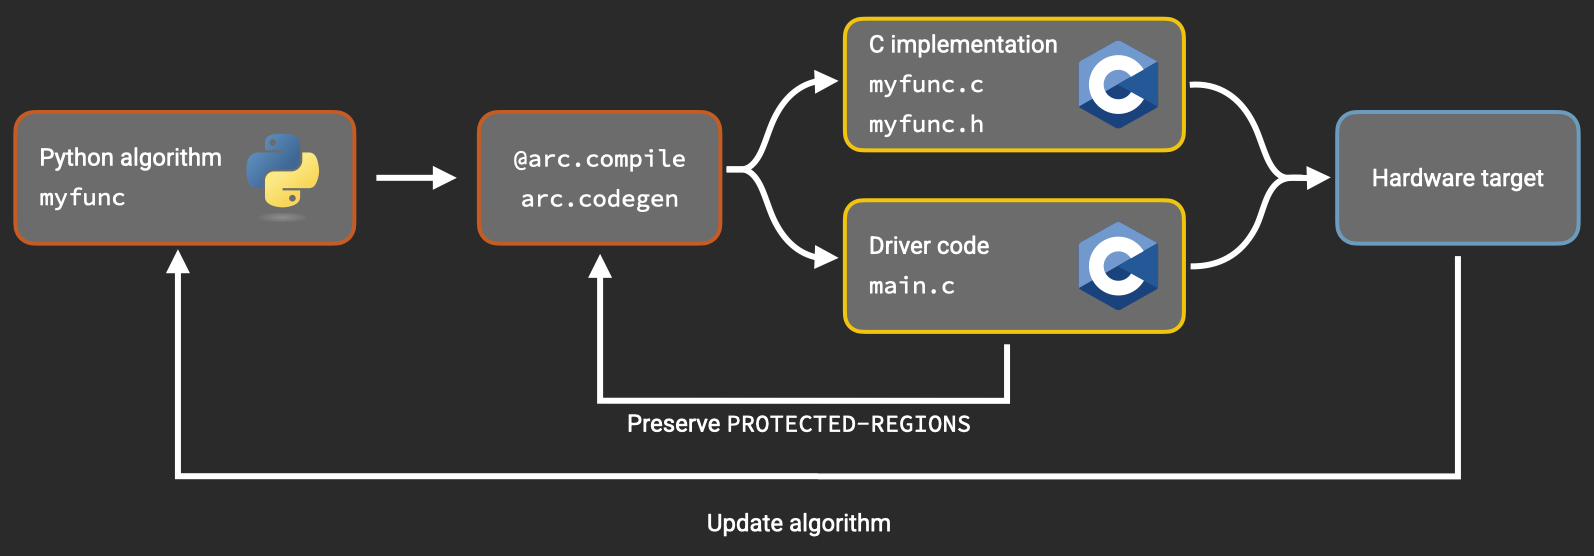 Python algorithm
myfunc
@arc.compile
arc.codegen
C implementation
myfunc.c
myfunc.h
C
Driver code
main.c
C
Hardware target
Preserve PROTECTED-REGIONS
Update algorithm